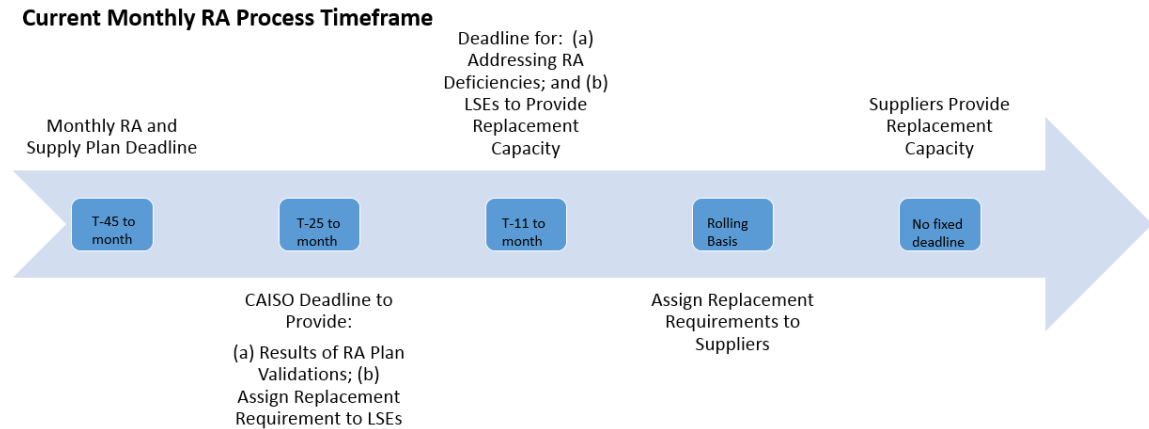 Current Monthly RA Process Timeframe
Monthly RA and
Supply Plan Deadline
Deadline for:  (a)
Addressing RA
Deficiencies; and (b)
LSEs to Provide
Replacement
Capacity
Suppliers Provide
Replacement
Capacity
T-45 to
month
T-25 to
month
T-11 to
month
Rolling
Basis
No fixed
deadline
CAISO Deadline to
Provide:
(a) Results of RA Plan
Validations; (b)
Assign Replacement
Requirement to LSEs
Assign Replacement
Requirements to
Suppliers